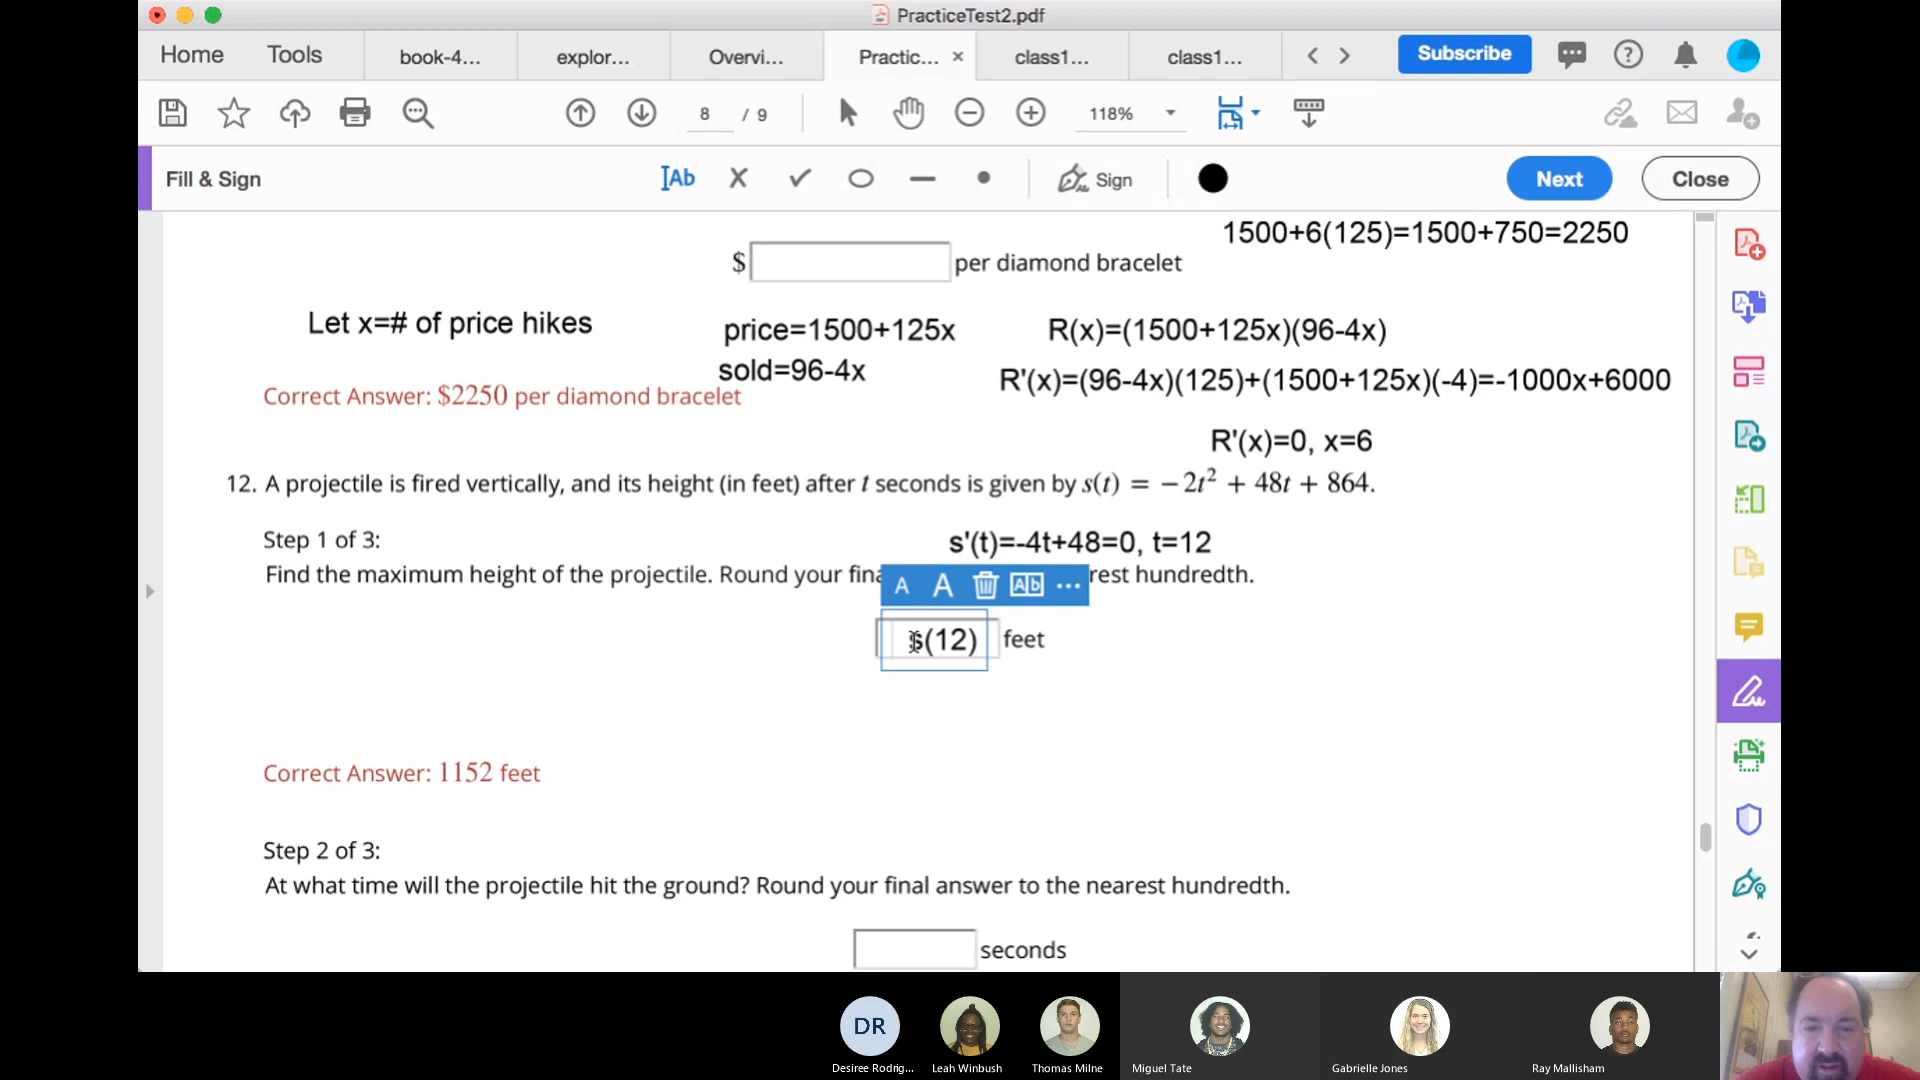 PracticeTest2.pdf
Home Tools book-4... explor... Overvi... Practic... × class1... class1... Subscribe
8 / 9 118%
Fill & Sign Ab Sign Next Close
1500+6(125)=1500+750=2250
$ per diamond bracelet
Let x=# of price hikes
price=1500+125x R(x)=(1500+125x)(96-4x)
sold=96-4x
R'(x)=(96-4x)(125)+(1500+125x)(-4)=-1000x+6000
Correct Answer: $2250 per diamond bracelet
R'(x)=0, x=6
12. A projectile is fired vertically, and its height (in feet) after t seconds is given by s(t) = −2t² + 48t + 864.
Step 1 of 3: s'(t)=-4t+48=0, t=12
Find the maximum height of the projectile. Round your fina rest hundredth.
A A Ab ...
s(12) feet
Correct Answer: 1152 feet
Step 2 of 3:
At what time will the projectile hit the ground? Round your final answer to the nearest hundredth.
seconds
DR
Desiree Rodrig... Leah Winbush Thomas Milne Miguel Tate Gabrielle Jones Ray Mallisham